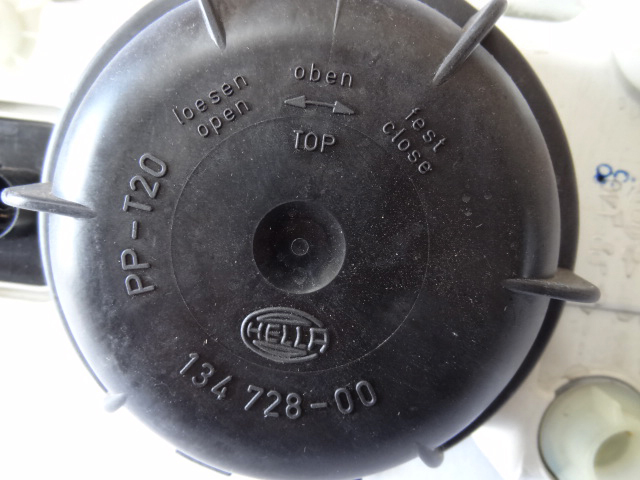 oben
loesen
open
fest
close
TOP
PP-T20
HELLA
134 728-00